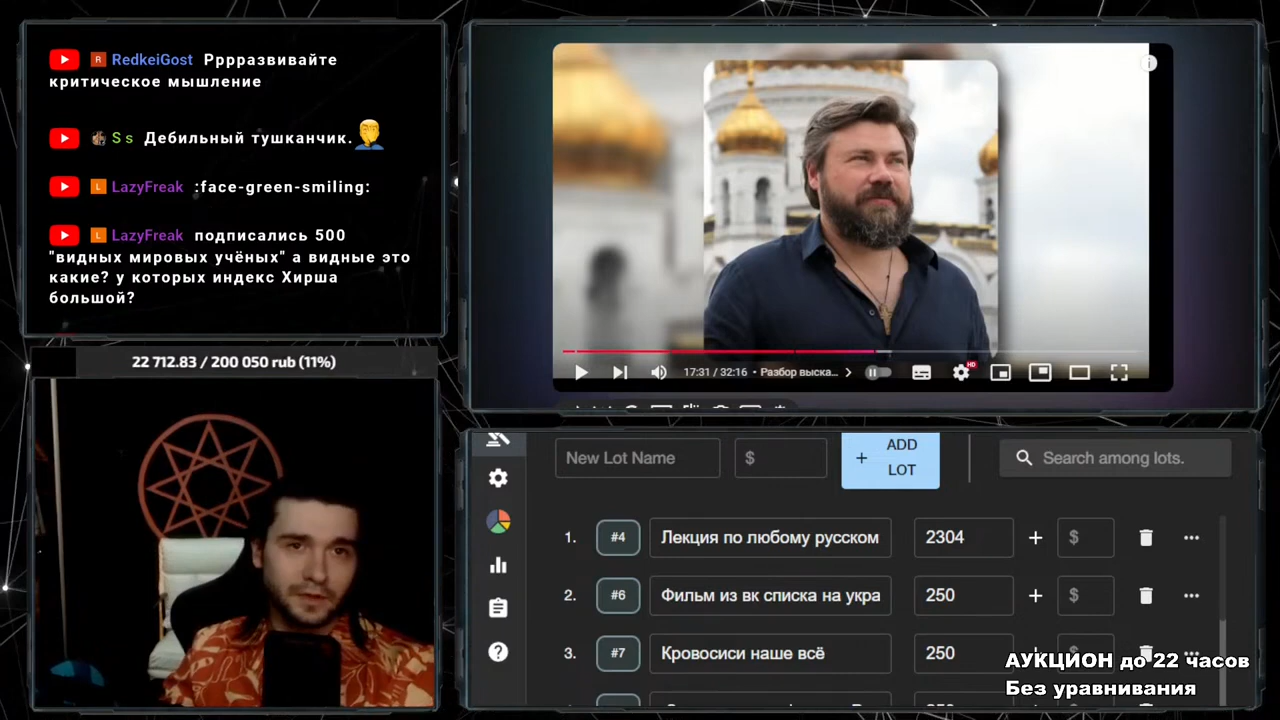 RedkeiGost Рррразвивайте
критическое мышление
S s Дебильный тушканчик.
LazyFreak :face-green-smiling:
LazyFreak подписались 500
"видных мировых учёных" а видные это
какие? у которых индекс Хирша
большой?
22 712.83 / 200 050 rub (11%)
17:31 / 32:16 • Разбор выска...
HD
New Lot Name
$
+ ADD
LOT
Search among lots.
1. #4 Лекция по любому русском 2304 + $
2. #6 Фильм из вк списка на укра 250 + $
3. #7 Кровосиси наше всё 250
АУКЦИОН до 22 часов
Без уравнивания